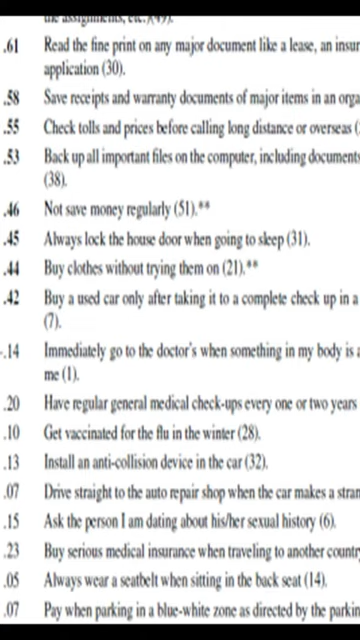 the assignments, etc.)(49).
.61 Read the fine print on any major document like a lease, an insur
application (30).
.58 Save receipts and warranty documents of major items in an orga
.55 Check tolls and prices before calling long distance or overseas (
.53 Back up all important files on the computer, including documents
(38).
.46 Not save money regularly (51).**
.45 Always lock the house door when going to sleep (31).
.44 Buy clothes without trying them on (21).**
.42 Buy a used car only after taking it to a complete check up in a
(7).
-.14 Immediately go to the doctor's when something in my body is a
me (1).
.20 Have regular general medical check-ups every one or two years
.10 Get vaccinated for the flu in the winter (28).
.13 Install an anti-collision device in the car (32).
.07 Drive straight to the auto repair shop when the car makes a stran
.15 Ask the person I am dating about his/her sexual history (6).
.23 Buy serious medical insurance when traveling to another countr
.05 Always wear a seatbelt when sitting in the back seat (14).
.07 Pay when parking in a blue-white zone as directed by the parkin